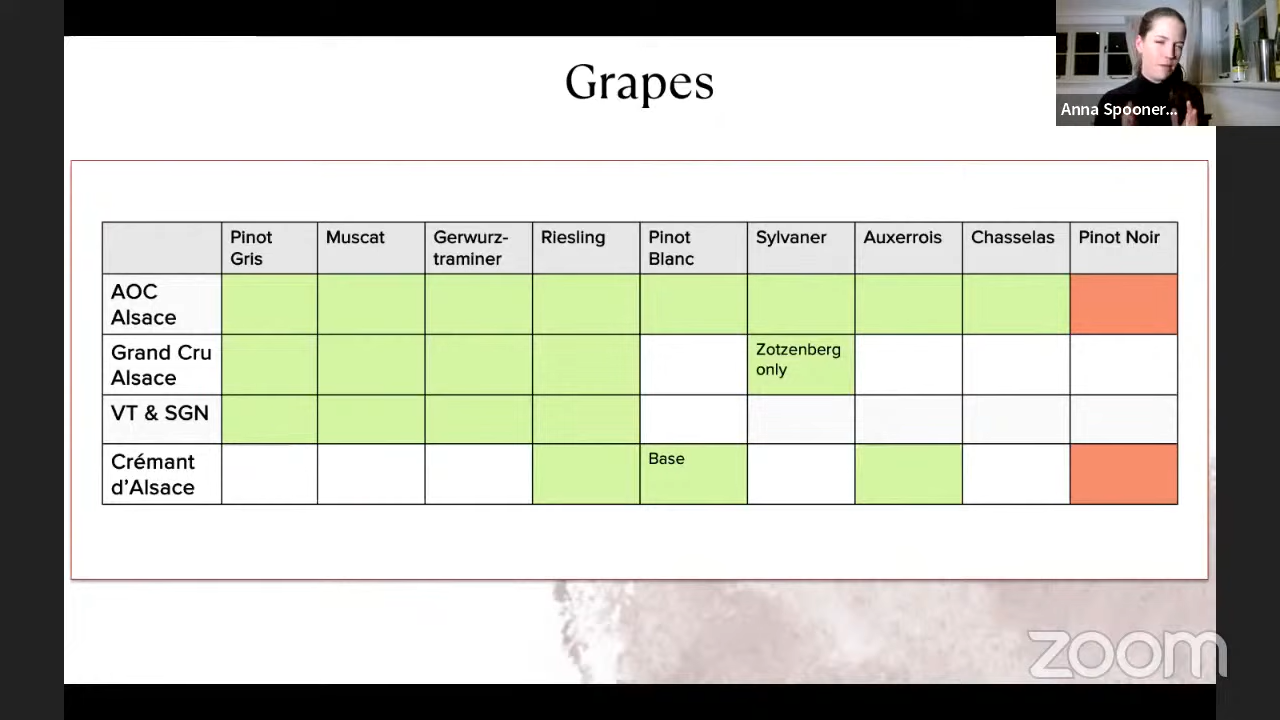 Grapes
Anna Spooner...
Pinot Gris
Muscat
Gerwurz-
traminer
Riesling
Pinot Blanc
Sylvaner
Auxerrois
Chasselas
Pinot Noir
AOC
Alsace
Grand Cru
Alsace
Zotzenberg
only
VT & SGN
Crémant
d’Alsace
Base
zoom